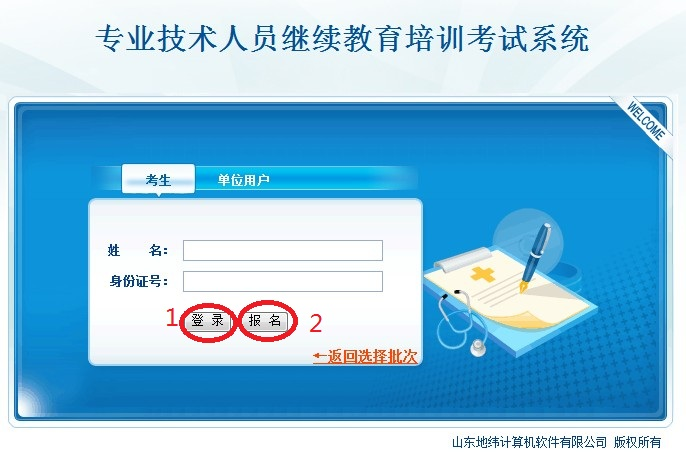 专业技术人员继续教育培训考试系统
WELCOME
考生 单位用户
姓 名：
身份证号：
1 登 录 报 名 2
←返回选择批次
山东地纬计算机软件有限公司 版权所有